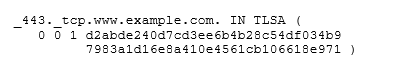 _443._tcp.www.example.com. IN TLSA (
0 0 1 d2abde240d7cd3ee6b4b28c54df034b9
7983a1d16e8a410e4561cb106618e971 )